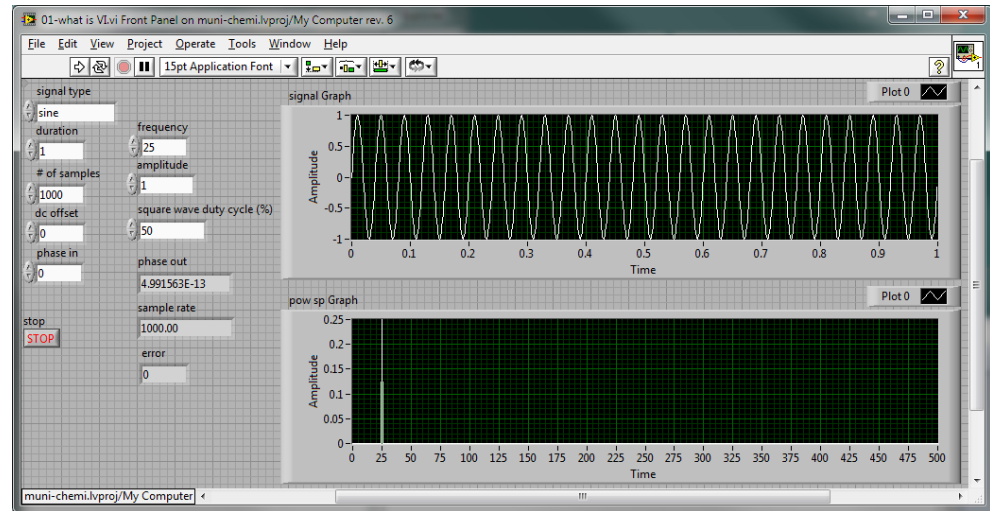 01-what is VI.vi Front Panel on muni-chemi.lvproj/My Computer rev. 6
File Edit View Project Operate Tools Window Help
15pt Application Font
1
signal type
sine
duration
1
# of samples
1000
dc offset
0
phase in
0
stop
STOP
frequency
25
amplitude
1
square wave duty cycle (%)
50
phase out
4.991563E-13
sample rate
1000.00
error
0
signal Graph
Plot 0
Amplitude
1
0.5
0
-0.5
-1
0 0.1 0.2 0.3 0.4 0.5 0.6 0.7 0.8 0.9 1
Time
pow sp Graph
Plot 0
Amplitude
0.25
0.2
0.15
0.1
0.05
0
0 25 50 75 100 125 150 175 200 225 250 275 300 325 350 375 400 425 450 475 500
Time
muni-chemi.lvproj/My Computer